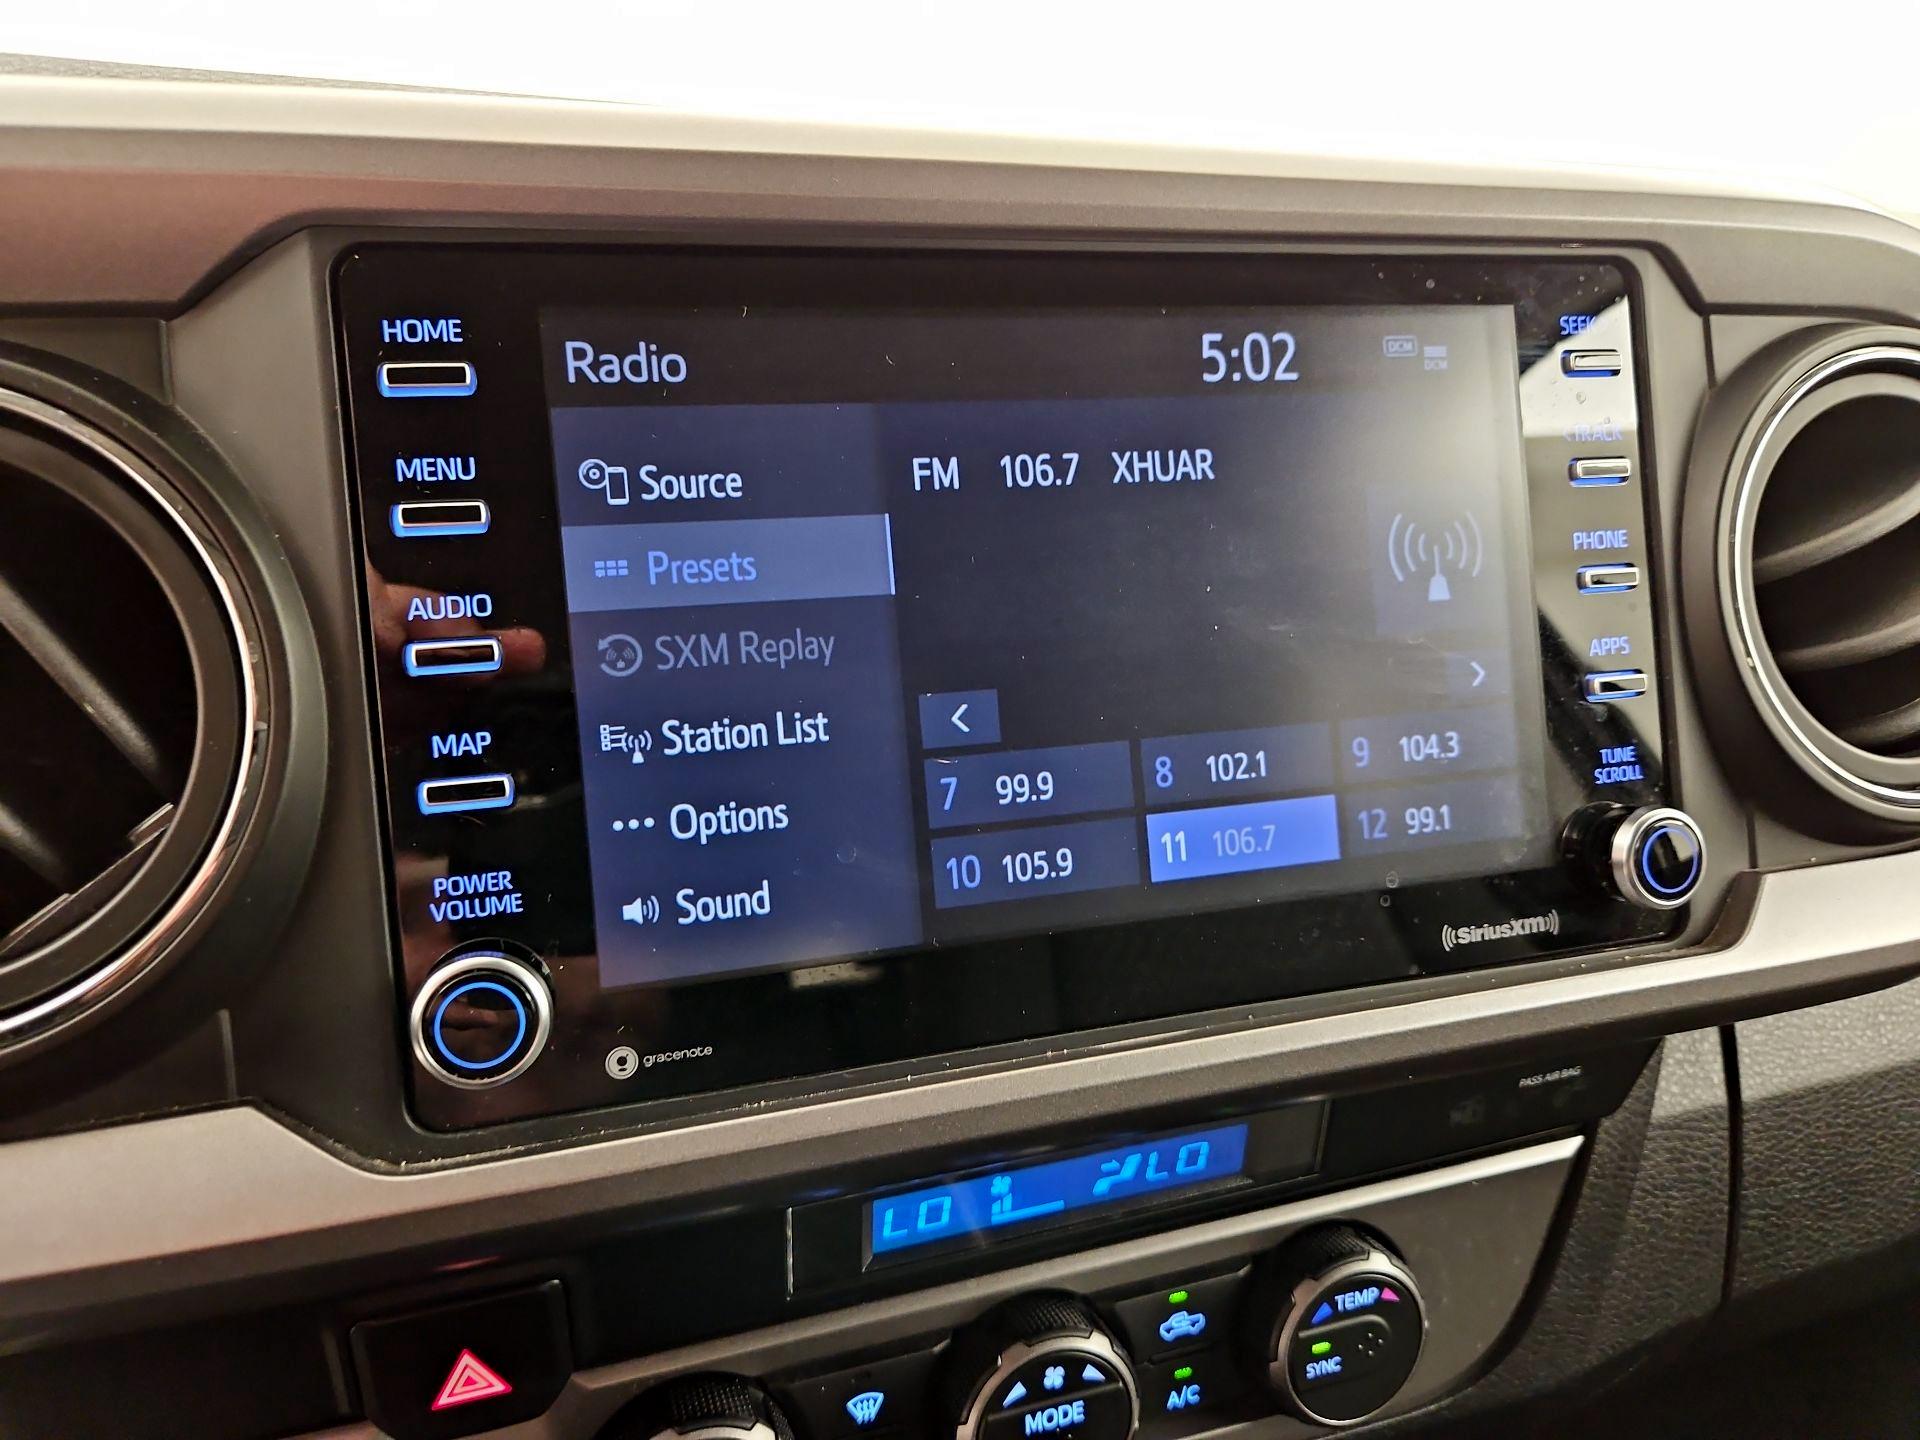 HOME
MENU
AUDIO
MAP
POWER
VOLUME
Radio
5:02
DCM
DCM
Source
Presets
SXM Replay
Station List
Options
Sound
FM 106.7 XHUAR
7 99.9
8 102.1
9 104.3
10 105.9
11 106.7
12 99.1
SEEK
< TRACK
PHONE
APPS
TUNE
SCROLL
gracenote
SiriusXM
PASS AIR BAG
LO
LO
MODE
A/C
TEMP
SYNC